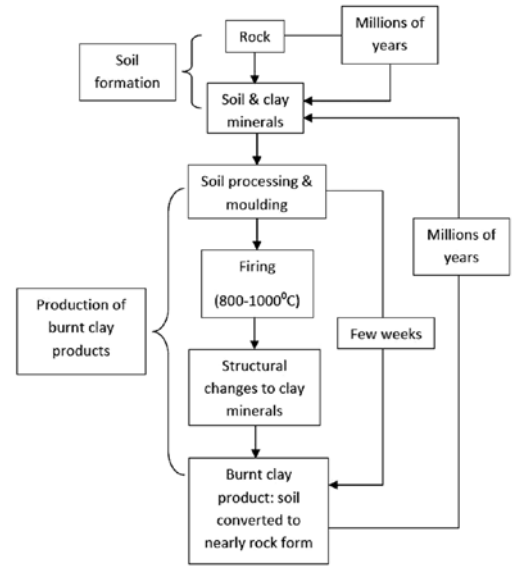 Rock
Millions of
years
Soil
formation
Soil & clay
minerals
Soil processing &
moulding
Firing
(800-1000⁰C)
Millions of
years
Production of
burnt clay
products
Few weeks
Structural
changes to clay
minerals
Burnt clay
product: soil
converted to
nearly rock form